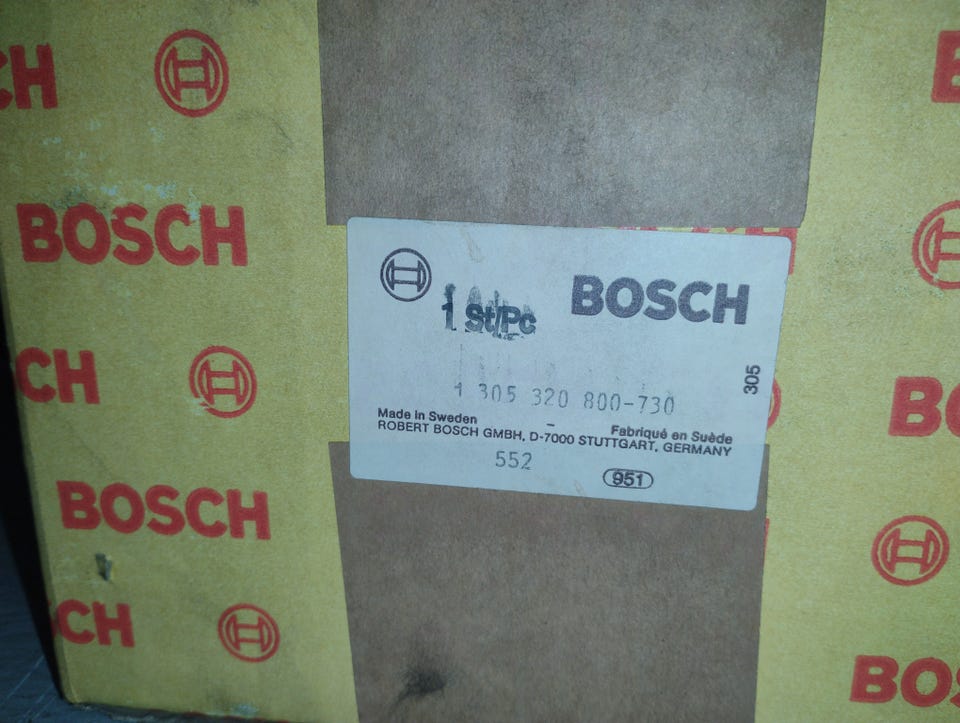 CH
BOSCH
CH
BOSCH
CH
BOSCH
1 St/Pc
1 305 320 800-730
305
Made in Sweden
Fabriqué en Suède
ROBERT BOSCH GMBH, D-7000 STUTTGART, GERMANY
552
951
B
BO
BOS